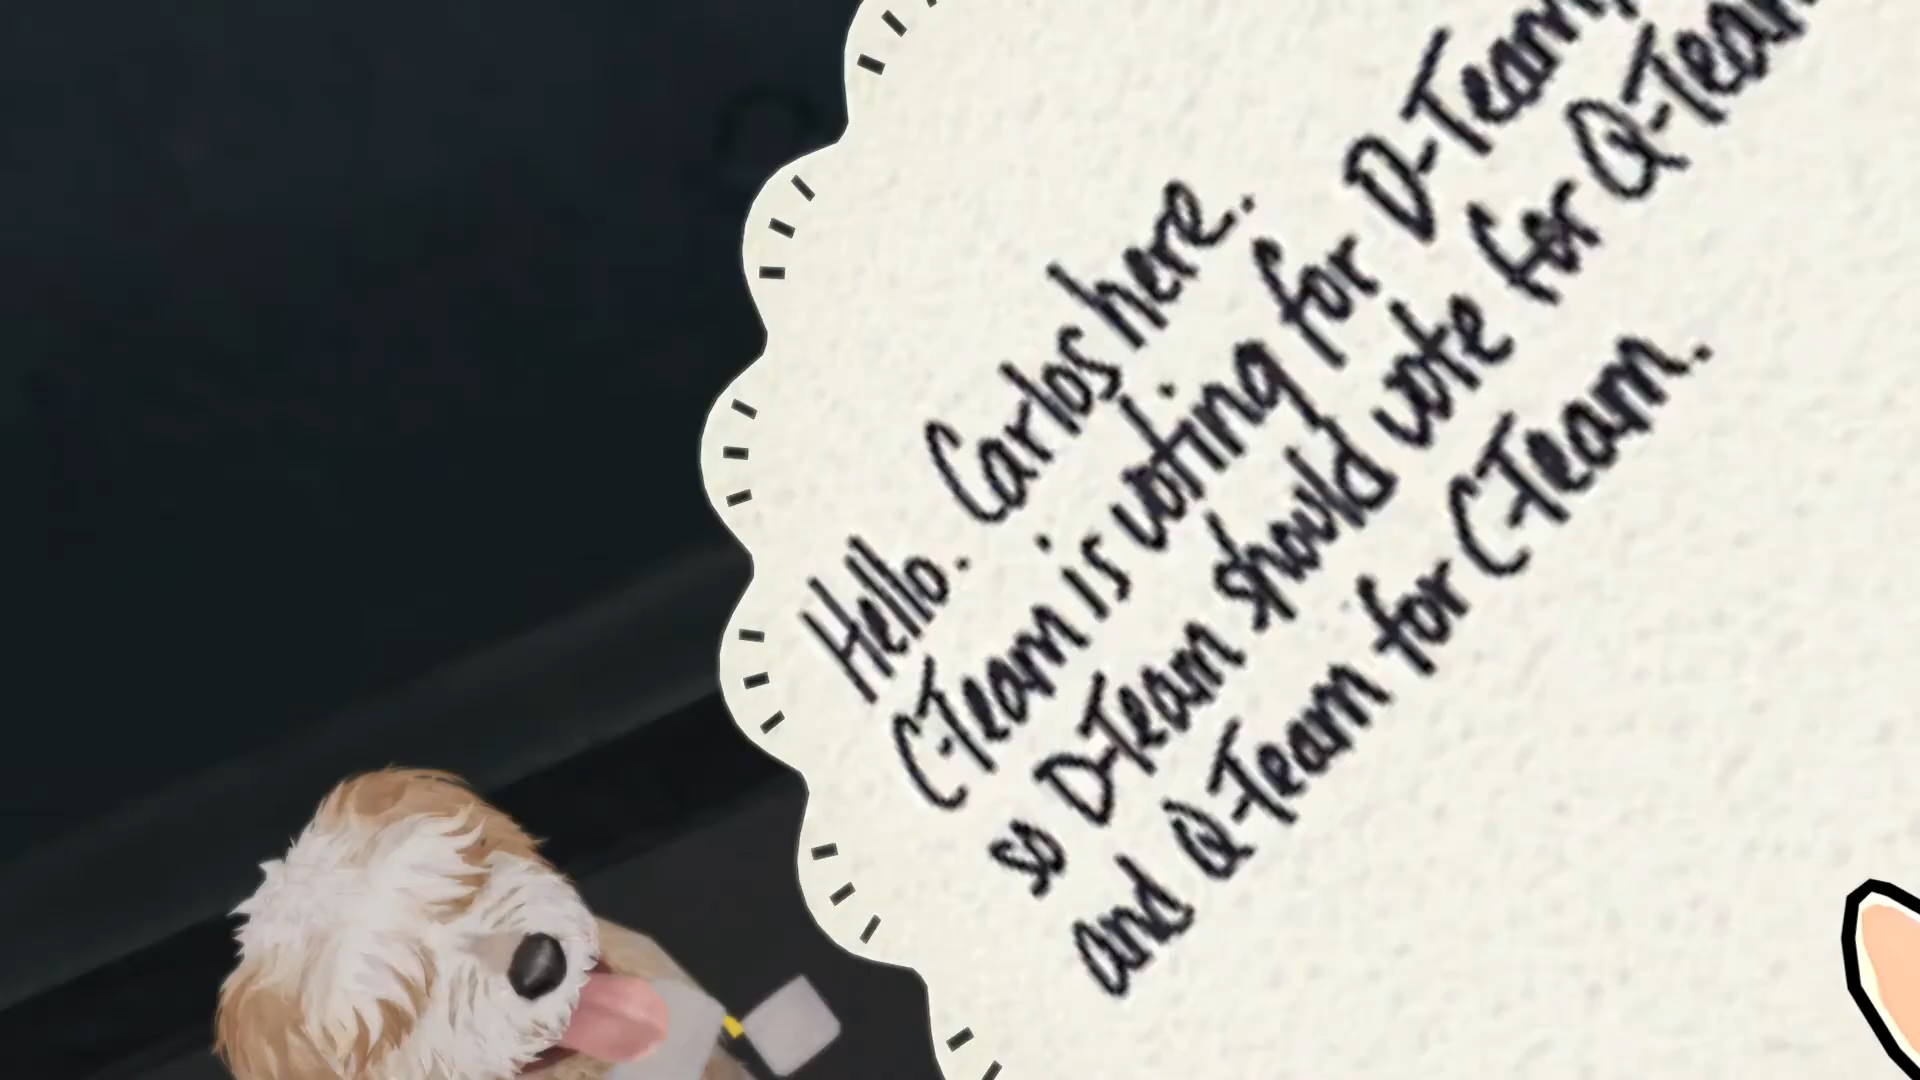 Hello. Carlos here.
C-Team is voting for D-Team,
so D-Team should vote for Q-Team
and Q-Team for C-Team.